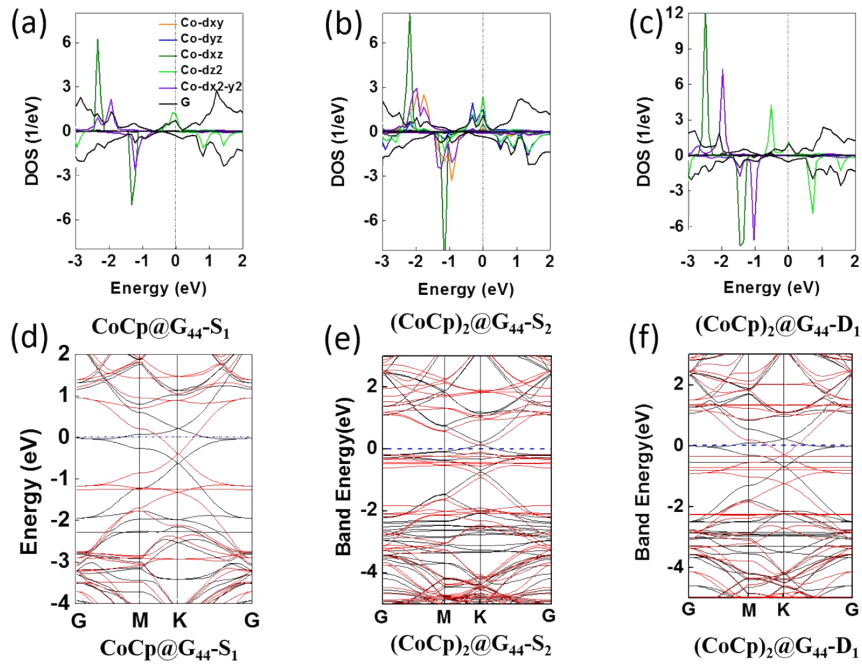 (a)
DOS (1/eV)
6
3
0
-3
-6
Co-dxy
Co-dyz
Co-dxz
Co-dz2
Co-dx2-y2
G
-3 -2 -1 0 1 2
Energy (eV)
CoCp@G44-S1
(b)
DOS (1/eV)
6
3
0
-3
-6
-3 -2 -1 0 1 2
Energy (eV)
(CoCp)2@G44-S2
(c)
DOS (1/eV)
12
9
6
3
0
-3
-6
-3 -2 -1 0 1 2
Energy (eV)
(CoCp)2@G44-D1
(d)
Energy (eV)
2
1
0
-1
-2
-3
-4
G M K G
CoCp@G44-S1
(e)
Band Energy(eV)
2
0
-2
-4
G M K G
(CoCp)2@G44-S2
(f)
Band Energy(eV)
2
0
-2
-4
G M K G
(CoCp)2@G44-D1